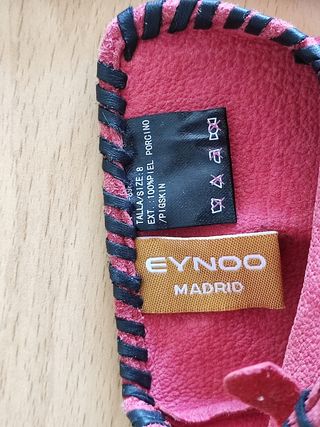 TALLA/SIZE: 8
EXT. :100%PIEL PORCINO
/PIGSKIN
EYNOO
MADRID